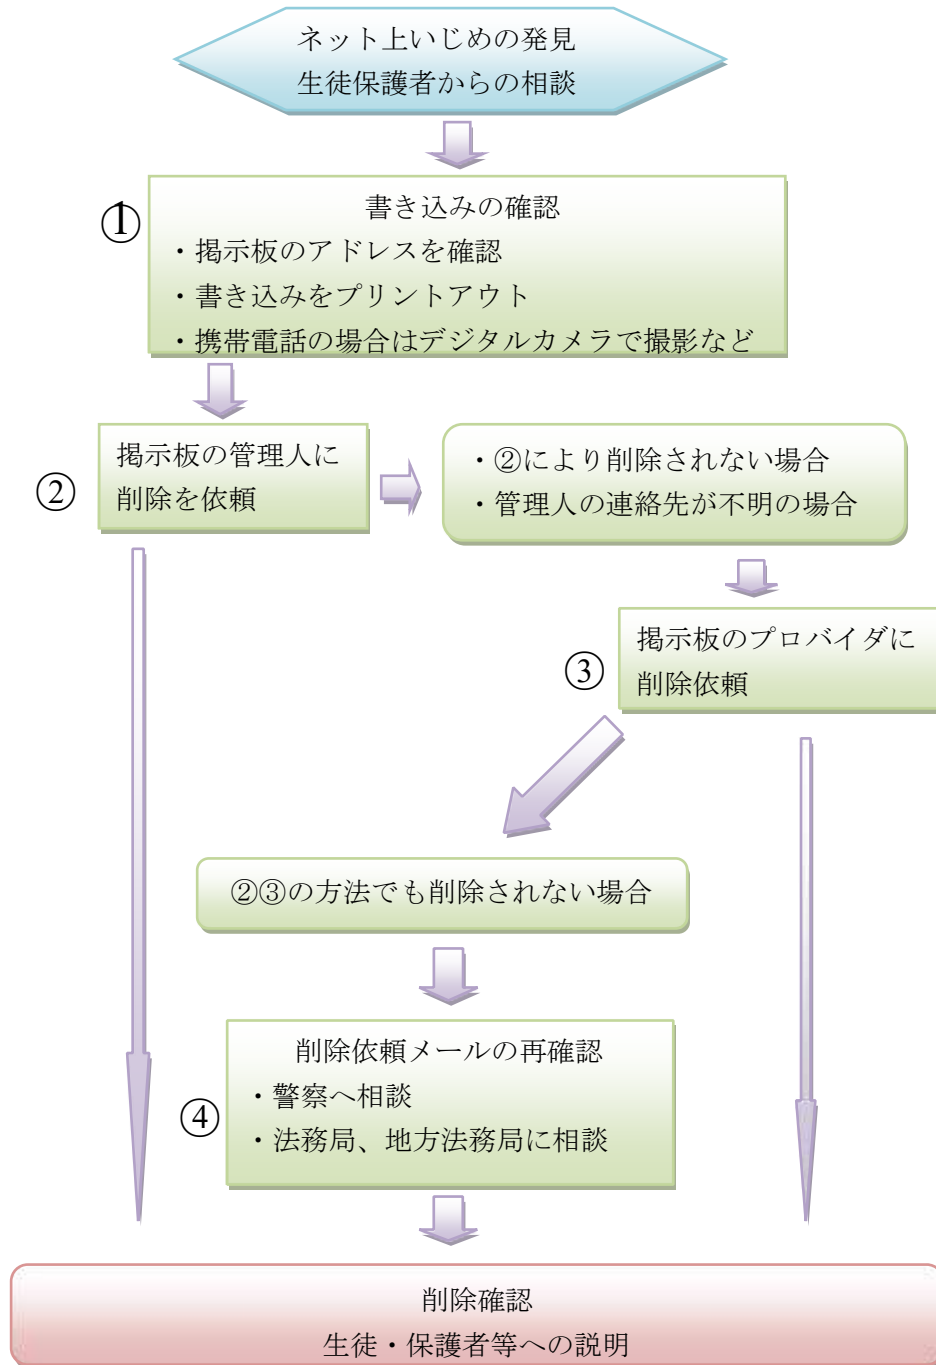 ネット上いじめの発見
生徒保護者からの相談
①
書き込みの確認
・掲示板のアドレスを確認
・書き込みをプリントアウト
・携帯電話の場合はデジタルカメラで撮影など
②
掲示板の管理人に
削除を依頼
・②により削除されない場合
・管理人の連絡先が不明の場合
③
掲示板のプロバイダに
削除依頼
②③の方法でも削除されない場合
④
削除依頼メールの再確認
・警察へ相談
・法務局、地方法務局に相談
削除確認
生徒・保護者等への説明